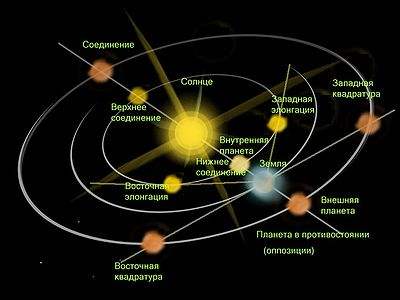 Соединение
Солнце
Западная
квадратура
Верхнее
соединение
Западная
элонгация
Внутренняя
планета
Нижнее
соединение
Земля
Восточная
элонгация
Внешняя
планета
Планета в противостоянии
(оппозиции)
Восточная
квадратура